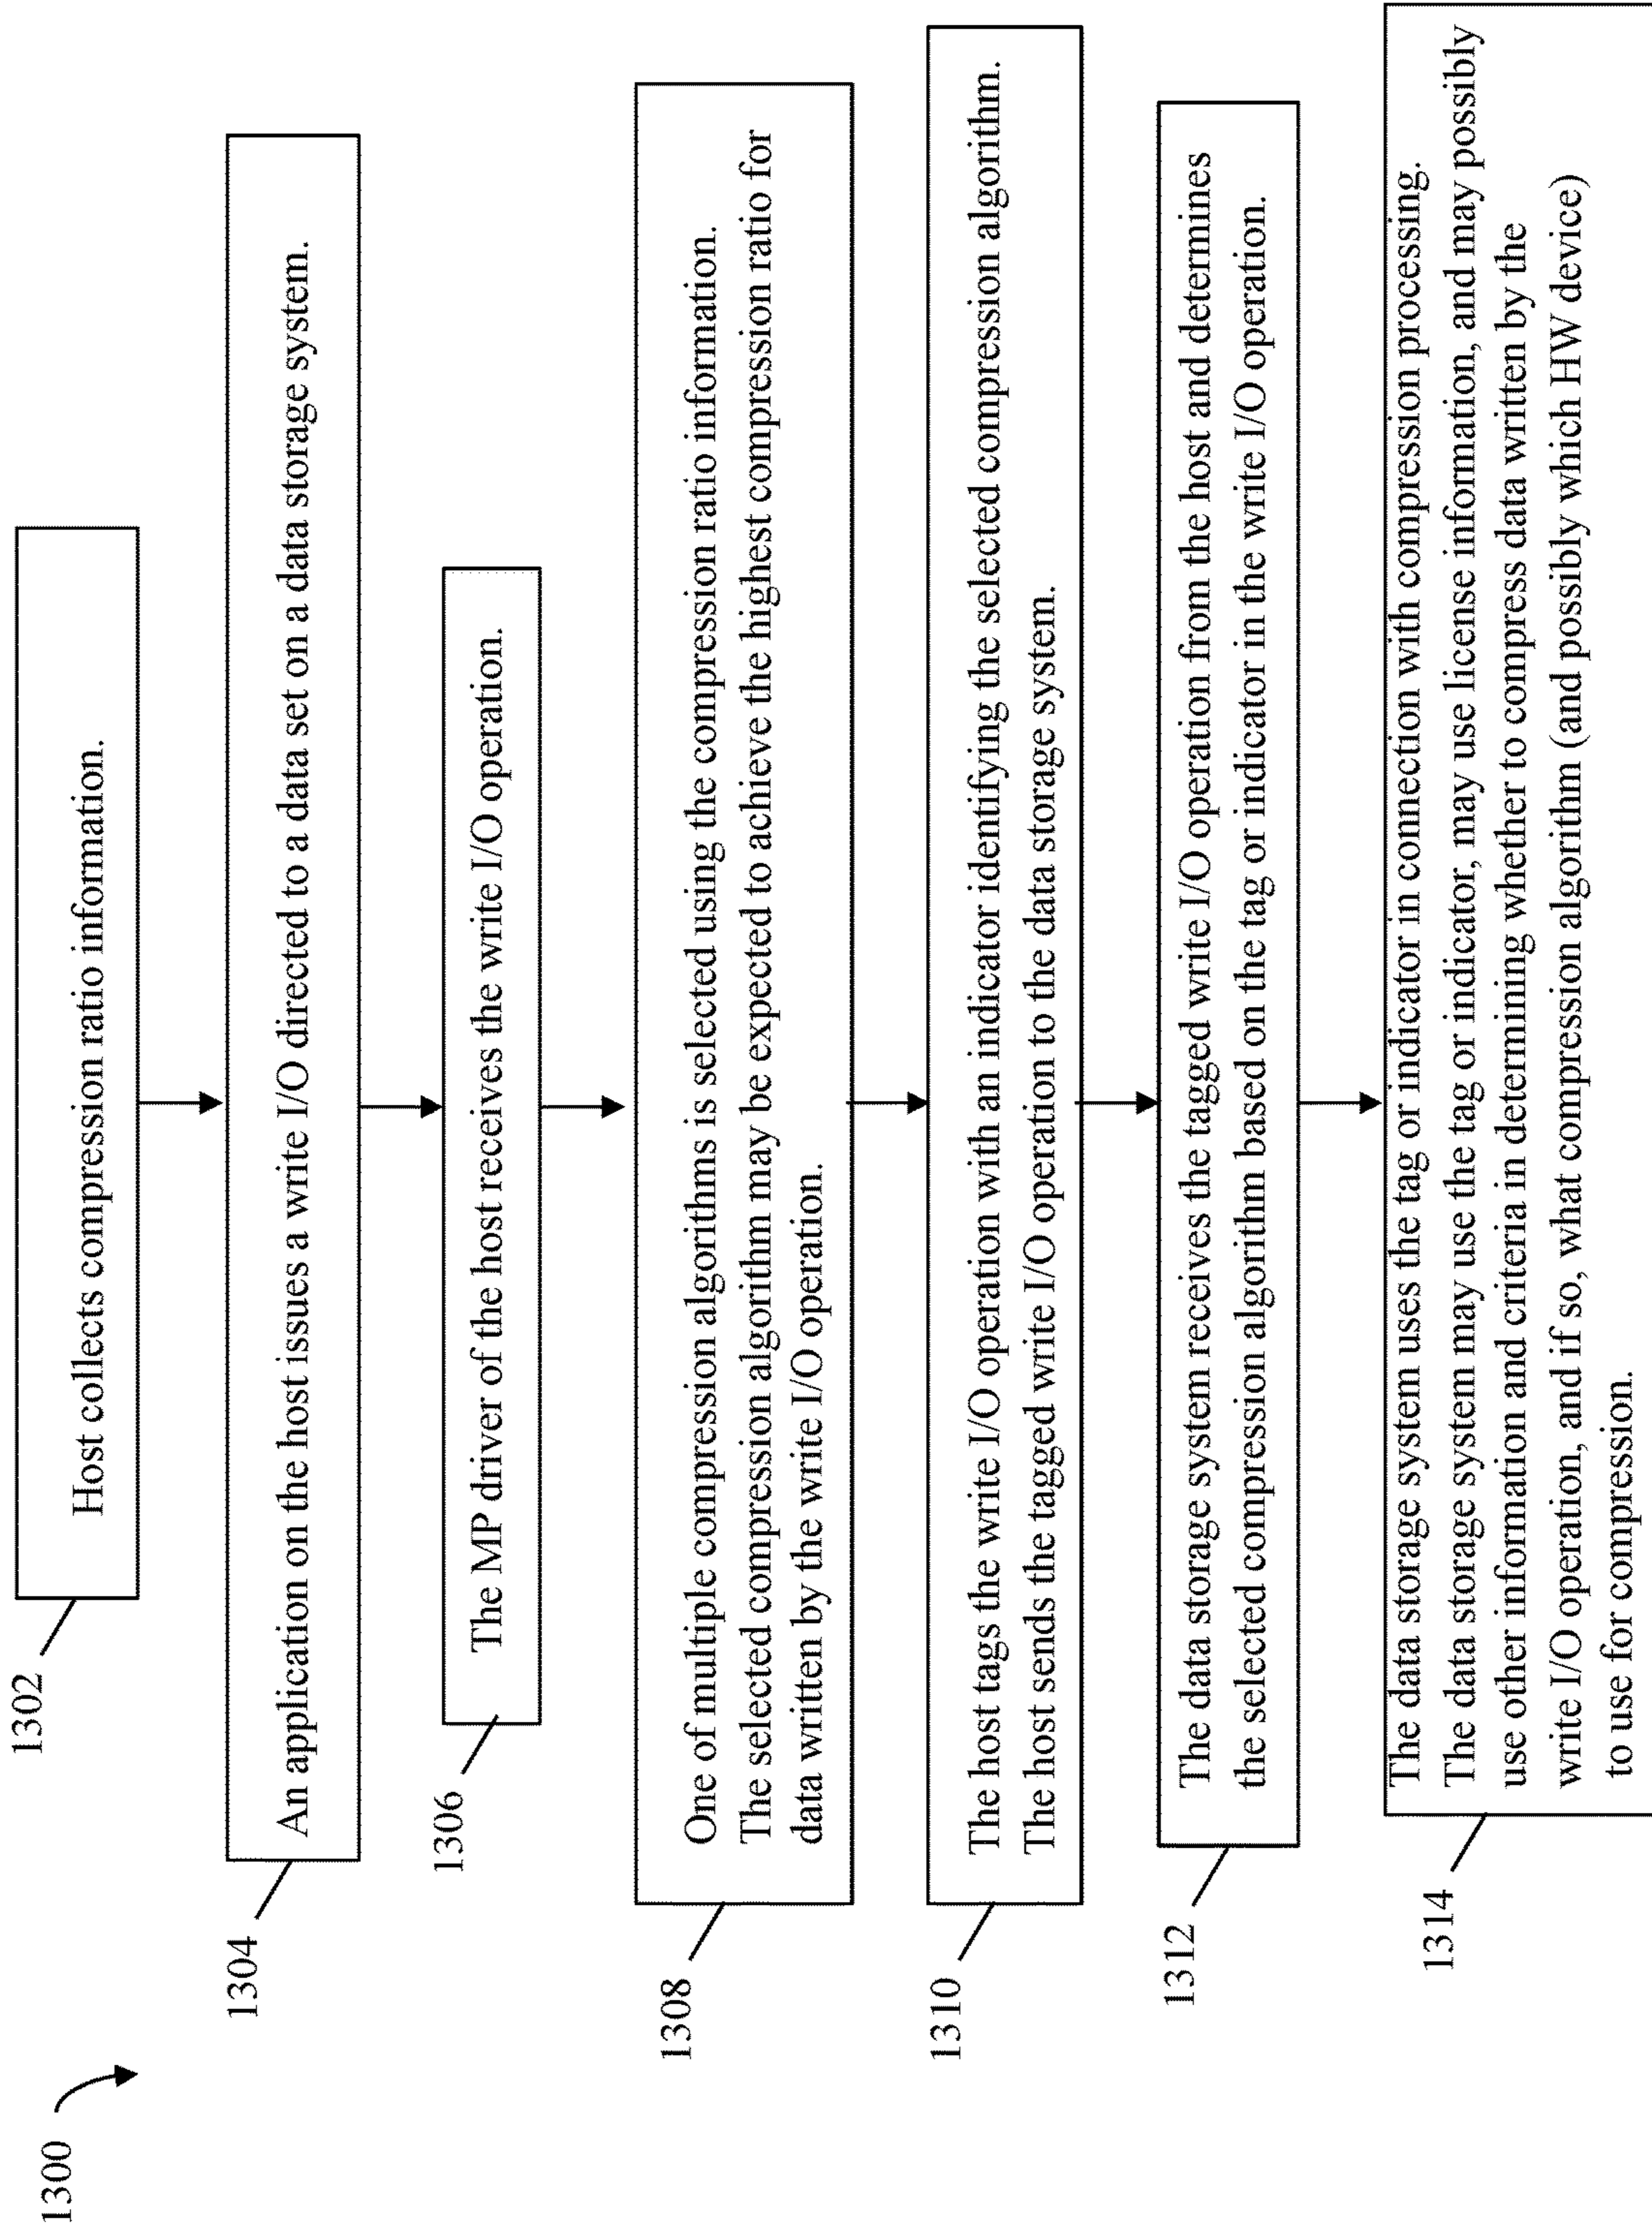 1300
1302
Host collects compression ratio information.
1304
An application on the host issues a write I/O directed to a data set on a data storage system.
1306
The MP driver of the host receives the write I/O operation.
1308
One of multiple compression algorithms is selected using the compression ratio information.
The selected compression algorithm may be expected to achieve the highest compression ratio for
data written by the write I/O operation.
1310
The host tags the write I/O operation with an indicator identifying the selected compression algorithm.
The host sends the tagged write I/O operation to the data storage system.
1312
The data storage system receives the tagged write I/O operation from the host and determines
the selected compression algorithm based on the tag or indicator in the write I/O operation.
1314
The data storage system uses the tag or indicator in connection with compression processing.
The data storage system may use the tag or indicator, may use license information, and may possibly
use other information and criteria in determining whether to compress data written by the
write I/O operation, and if so, what compression algorithm (and possibly which HW device)
to use for compression.